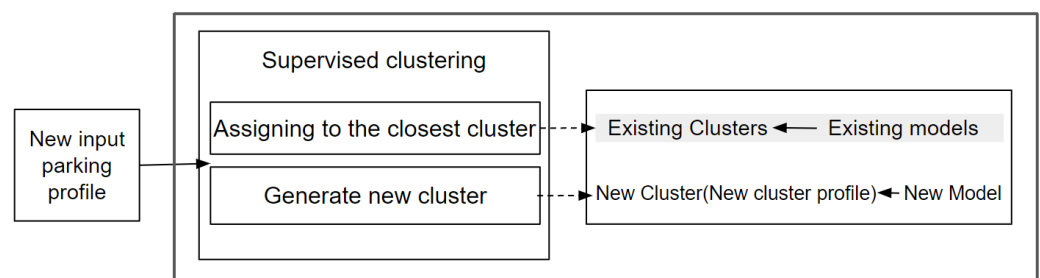 Supervised clustering
New input
parking
profile
Assigning to the closest cluster
Generate new cluster
Existing Clusters
Existing models
New Cluster(New cluster profile)
New Model